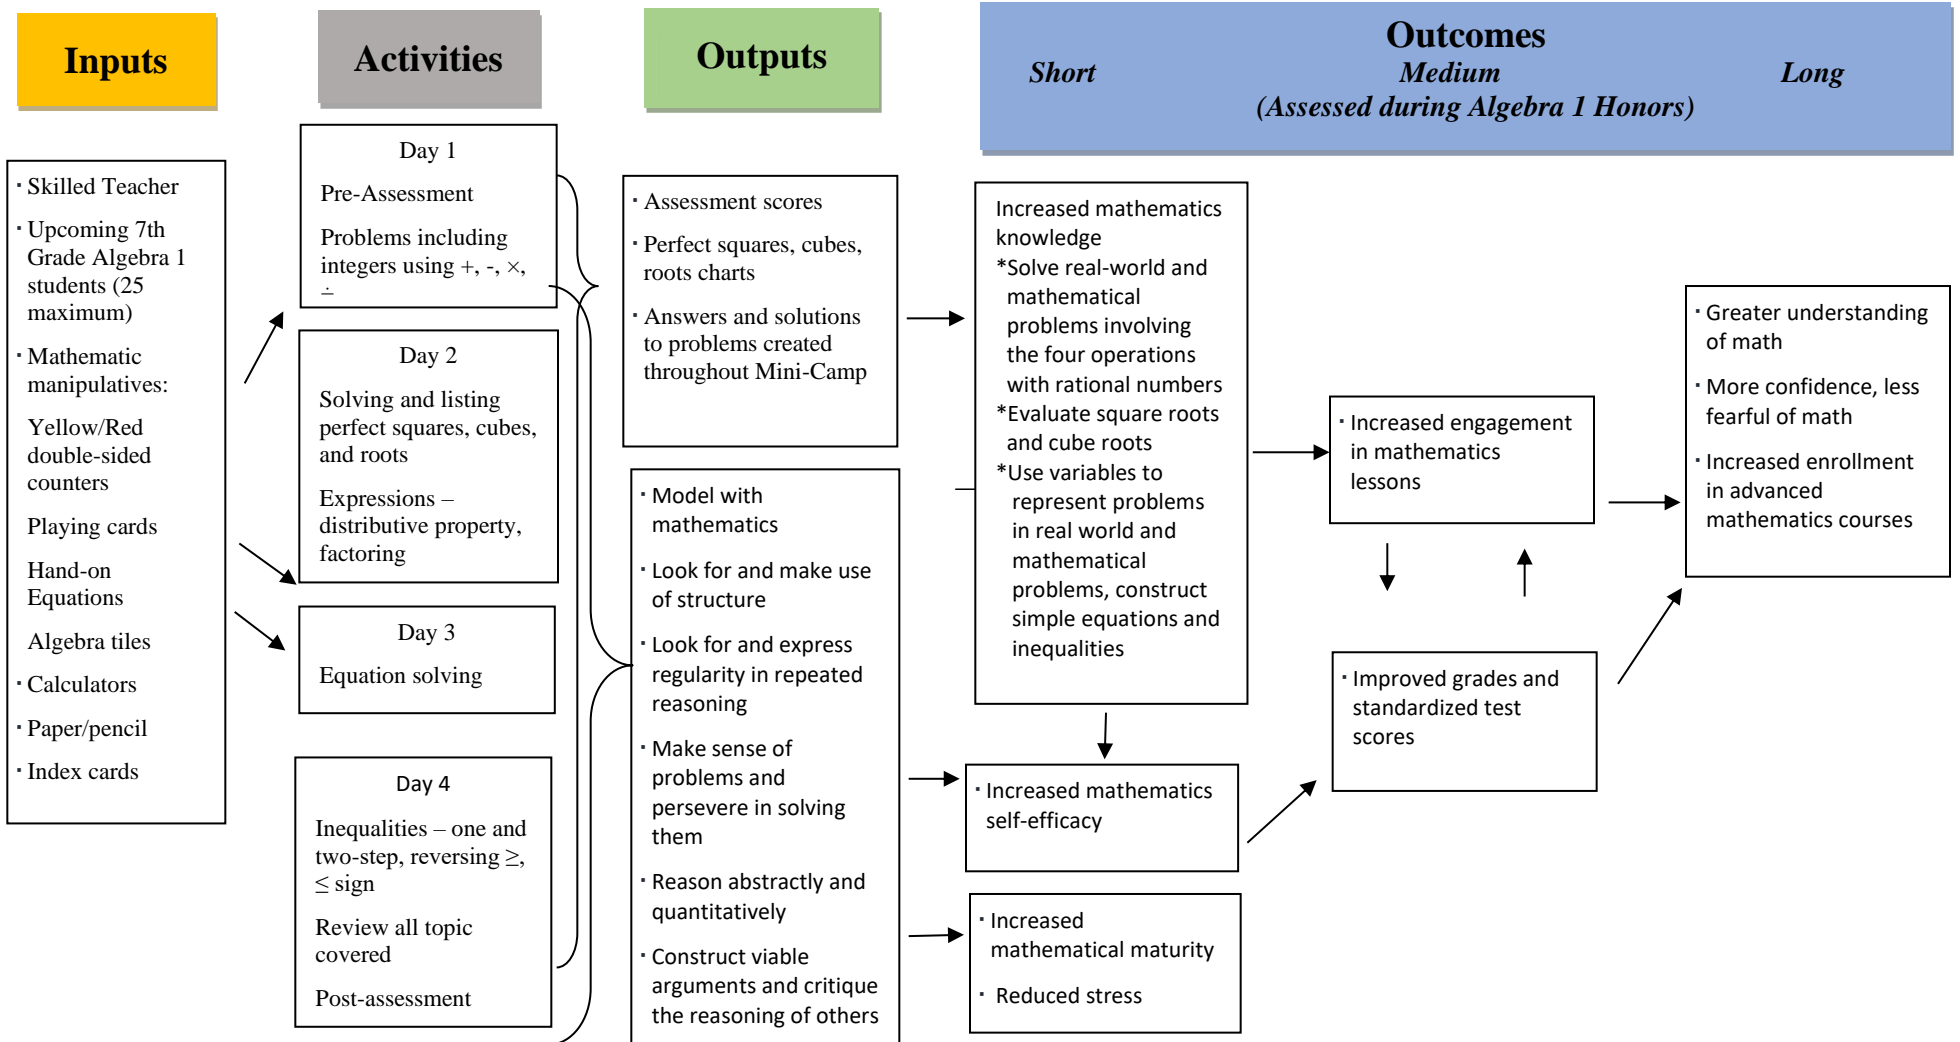 Inputs
Activities
Outputs
Outcomes
Short Medium Long
(Assessed during Algebra 1 Honors)
· Skilled Teacher
· Upcoming 7th
Grade Algebra 1
students (25
maximum)
· Mathematic
manipulatives:
Yellow/Red
double-sided
counters
Playing cards
Hand-on
Equations
Algebra tiles
· Calculators
· Paper/pencil
· Index cards
Day 1
Pre-Assessment
Problems including
integers using +, -, ×,
÷
Day 2
Solving and listing
perfect squares, cubes,
and roots
Expressions –
distributive property,
factoring
Day 3
Equation solving
Day 4
Inequalities – one and
two-step, reversing ≥,
≤ sign
Review all topic
covered
Post-assessment
· Assessment scores
· Perfect squares, cubes,
roots charts
· Answers and solutions
to problems created
throughout Mini-Camp
· Model with
mathematics
· Look for and make use
of structure
· Look for and express
regularity in repeated
reasoning
· Make sense of
problems and
persevere in solving
them
· Reason abstractly and
quantitatively
· Construct viable
arguments and critique
the reasoning of others
Increased mathematics
knowledge
*Solve real-world and
mathematical
problems involving
the four operations
with rational numbers
*Evaluate square roots
and cube roots
*Use variables to
represent problems
in real world and
mathematical
problems, construct
simple equations and
inequalities
· Increased mathematics
self-efficacy
· Increased
mathematical maturity
· Reduced stress
· Increased engagement
in mathematics
lessons
· Improved grades and
standardized test
scores
· Greater understanding
of math
· More confidence, less
fearful of math
· Increased enrollment
in advanced
mathematics courses